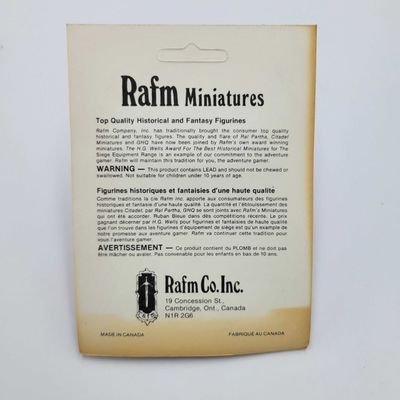 Rafm Miniatures
Top Quality Historical and Fantasy Figurines
Rafm Company, Inc. has traditionally brought the consumer top quality
historical and fantasy figurines. The quality and flare of Ral Partha, Citadel
Miniatures and GHQ have now been joined by Rafm's own award winning
miniatures. The H.G. Wells Award For The Best Historical Miniatures for The
Siege Equipment Range is an example of our commitment to the adventure
gamer. Rafm will maintain this tradition for you, the adventure gamer.
WARNING — This product contains LEAD and should not be chewed or
swallowed. Not suitable for children under 10 years of age.
Figurines historiques et fantaisies d'une haute qualité
Comme traditions la cie Rafm Inc. apporte aux consumateurs des figurines
historiques et fantaisie d'une haute qualité. La quantité et l'éblouissement des
miniatures Citadel, par Ral Partha, GHQ se sont joints avec Rafm's Miniatures
qui ont été accorder Ruban Bleue dans des compétitions récents. Le prix
gagnant décerner par H.G. Wells pour figurines et fantaisies de haute qualité
que l'on trouve dans les figurines d'équipement de siège est qu'un exemple de
notre promesse aux aventure gamer. Rafm va continuer cette tradition pour
vous l'aventure gamer.
AVERTISSEMENT — Ce produit contient du PLOMB et ne doit pas
être mâcher ou avaler. Pas convenable pour les enfants en bas de 10 ans.
Rafm Co. Inc.
19 Concession St.,
Cambridge, Ont., Canada
N1R 2G6
MADE IN CANADA
FABRIQUÉ AU CANADA